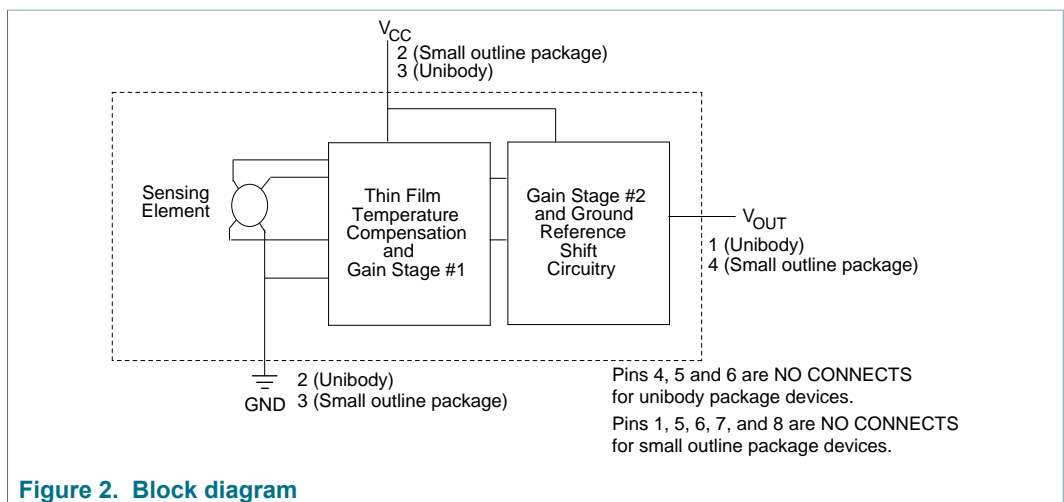 VCC
2 (Small outline package)
3 (Unibody)
Sensing
Element
Thin Film
Temperature
Compensation
and
Gain Stage #1
Gain Stage #2
and Ground
Reference
Shift
Circuitry
VOUT
1 (Unibody)
4 (Small outline package)
GND
2 (Unibody)
3 (Small outline package)
Pins 4, 5 and 6 are NO CONNECTS
for unibody package devices.
Pins 1, 5, 6, 7, and 8 are NO CONNECTS
for small outline package devices.
Figure 2. Block diagram